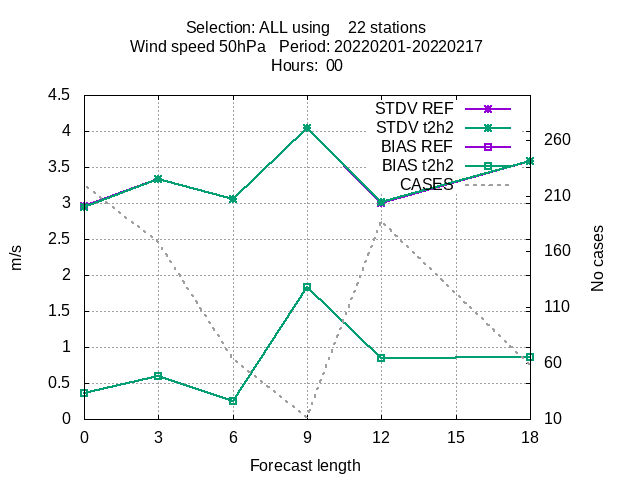 Selection: ALL using    22 stations
Wind speed 50hPa   Period: 20220201-20220217
Hours:  00
STDV REF
STDV t2h2
BIAS REF
BIAS t2h2
CASES
4.5
4
3.5
3
2.5
2
1.5
1
0.5
0
260
210
160
110
60
10
m/s
No cases
0 3 6 9 12 15 18
Forecast length